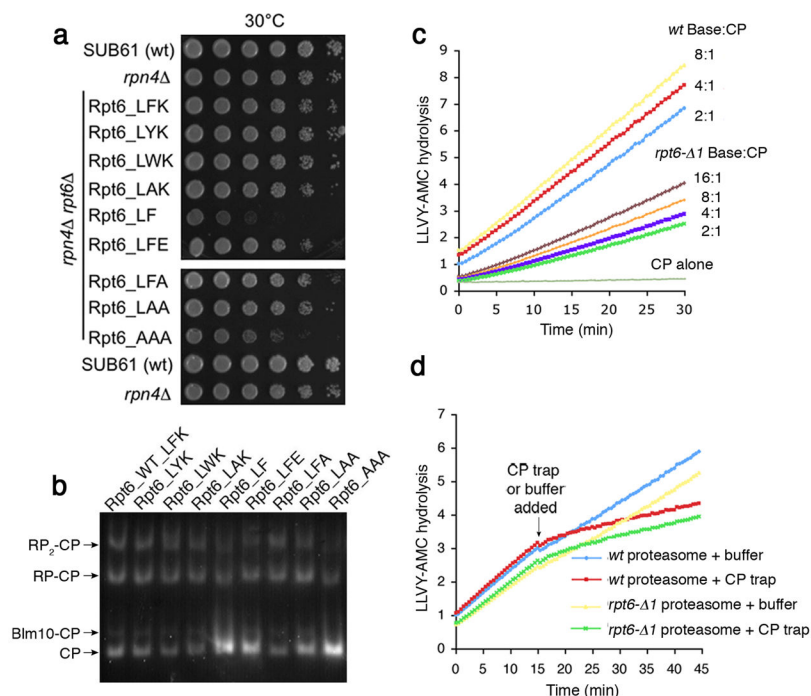 a
30°C
SUB61 (wt)
rpn4Δ
rpn4Δ rpt6Δ
Rpt6_LFK
Rpt6_LYK
Rpt6_LWK
Rpt6_LAK
Rpt6_LF
Rpt6_LFE
Rpt6_LFA
Rpt6_LAA
Rpt6_AAA
SUB61 (wt)
rpn4Δ
b
Rpt6_WT_LFK
Rpt6_LYK
Rpt6_LWK
Rpt6_LAK
Rpt6_LF
Rpt6_LFE
Rpt6_LFA
Rpt6_LAA
Rpt6_AAA
RP2-CP
RP-CP
Blm10-CP
CP
c
wt Base:CP
8:1
4:1
2:1
rpt6-Δ1 Base:CP
16:1
8:1
4:1
2:1
CP alone
LLVY-AMC hydrolysis
9
8
7
6
5
4
3
2
1
0
0 5 10 15 20 25 30
Time (min)
d
LLVY-AMC hydrolysis
7
6
5
4
3
2
1
0
CP trap
or buffer
added
wt proteasome + buffer
wt proteasome + CP trap
rpt6-Δ1 proteasome + buffer
rpt6-Δ1 proteasome + CP trap
0 5 10 15 20 25 30 35 40 45
Time (min)